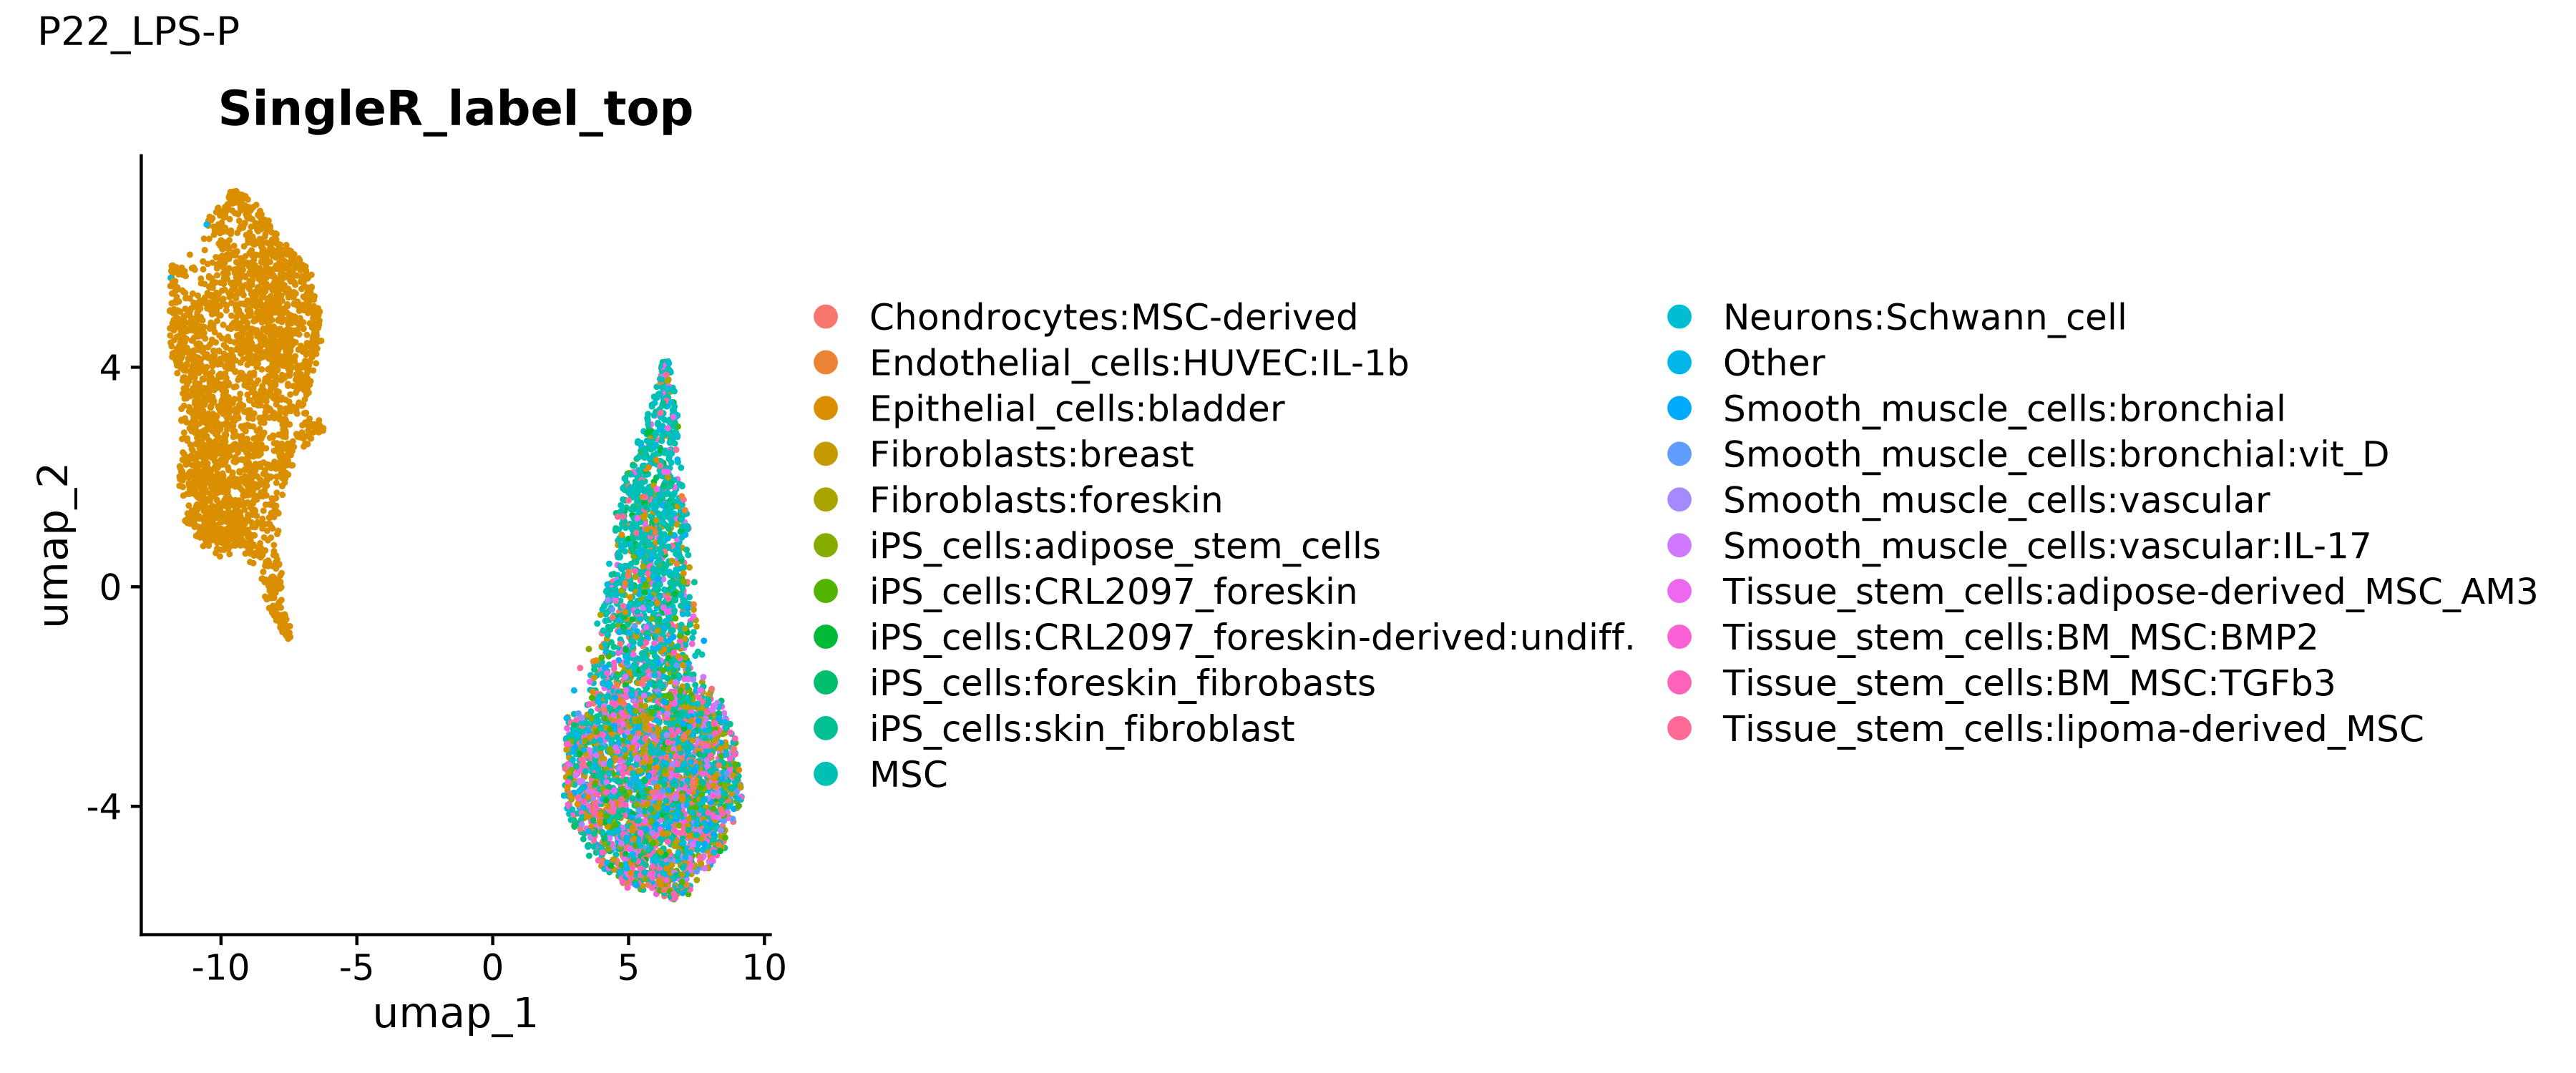 P22_LPS-P
SingleR_label_top
umap_2
4
0
-4
-10
-5
0
5
10
umap_1
Chondrocytes:MSC-derived
Endothelial_cells:HUVEC:IL-1b
Epithelial_cells:bladder
Fibroblasts:breast
Fibroblasts:foreskin
iPS_cells:adipose_stem_cells
iPS_cells:CRL2097_foreskin
iPS_cells:CRL2097_foreskin-derived:undiff.
iPS_cells:foreskin_fibrobasts
iPS_cells:skin_fibroblast
MSC
Neurons:Schwann_cell
Other
Smooth_muscle_cells:bronchial
Smooth_muscle_cells:bronchial:vit_D
Smooth_muscle_cells:vascular
Smooth_muscle_cells:vascular:IL-17
Tissue_stem_cells:adipose-derived_MSC_AM3
Tissue_stem_cells:BM_MSC:BMP2
Tissue_stem_cells:BM_MSC:TGFb3
Tissue_stem_cells:lipoma-derived_MSC